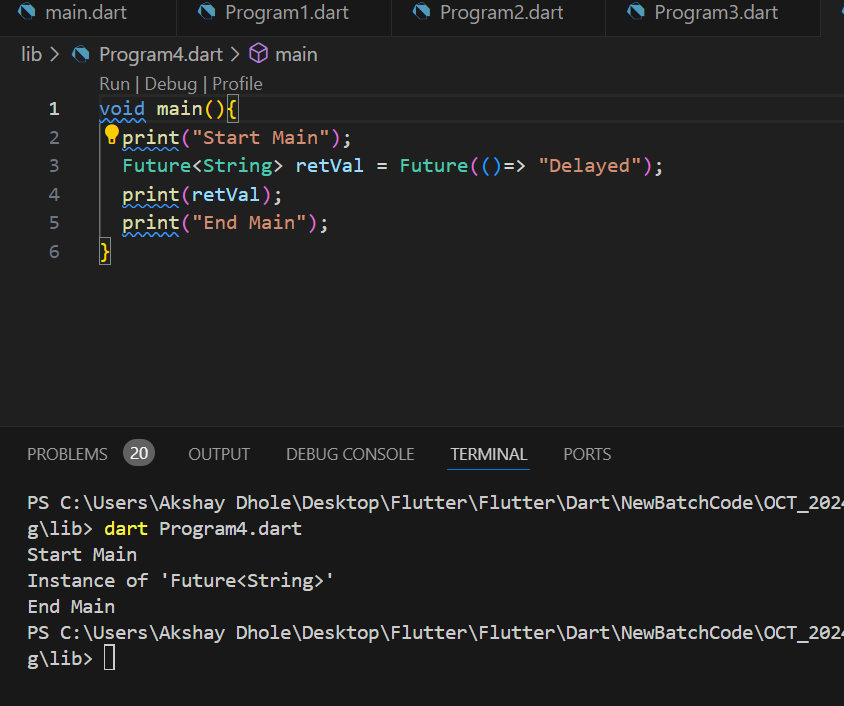 main.dart Program1.dart Program2.dart Program3.dart
lib > Program4.dart > main
Run | Debug | Profile
1 void main(){
2 print("Start Main");
3 Future<String> retVal = Future(()=> "Delayed");
4 print(retVal);
5 print("End Main");
6 }
PROBLEMS 20 OUTPUT DEBUG CONSOLE TERMINAL PORTS
PS C:\Users\Akshay Dhole\Desktop\Flutter\Flutter\Dart\NewBatchCode\OCT_2024
g\lib> dart Program4.dart
Start Main
Instance of 'Future<String>'
End Main
PS C:\Users\Akshay Dhole\Desktop\Flutter\Flutter\Dart\NewBatchCode\OCT_2024
g\lib>